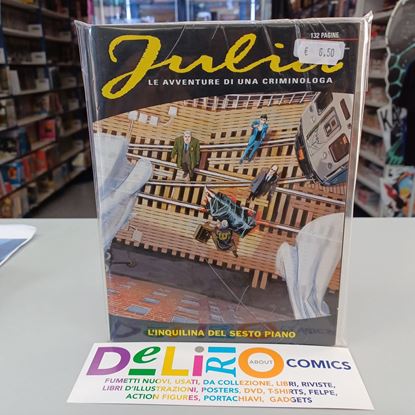 132 PAGINE
€ 6,50
Julia
LE AVVENTURE DI UNA CRIMINOLOGA
L'INQUILINA DEL SESTO PIANO
DeLiRiO ABOUT COMICS
FUMETTI NUOVI, USATI, DA COLLEZIONE, LIBRI, RIVISTE,
LIBRI D'ILLUSTRAZIONI, POSTERS, DVD, T-SHIRTS, FELPE,
ACTION FIGURES, PORTACHIAVI, GADGETS